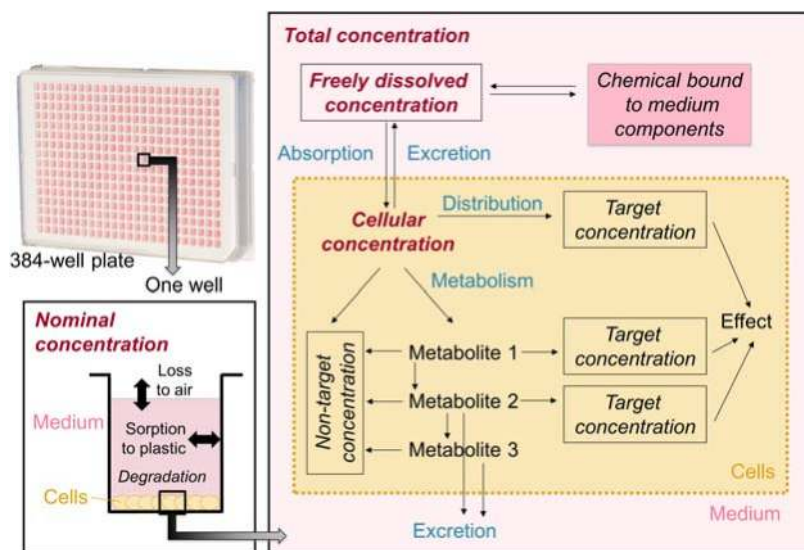 384-well plate
One well
Nominal
concentration
Loss
to air
Medium
Sorption
to plastic
Degradation
Cells
Total concentration
Freely dissolved
concentration
Chemical bound
to medium
components
Absorption
Excretion
Cellular
concentration
Distribution
Target
concentration
Metabolism
Effect
Non-target
concentration
Metabolite 1
Target
concentration
Metabolite 2
Target
concentration
Metabolite 3
Cells
Excretion
Medium